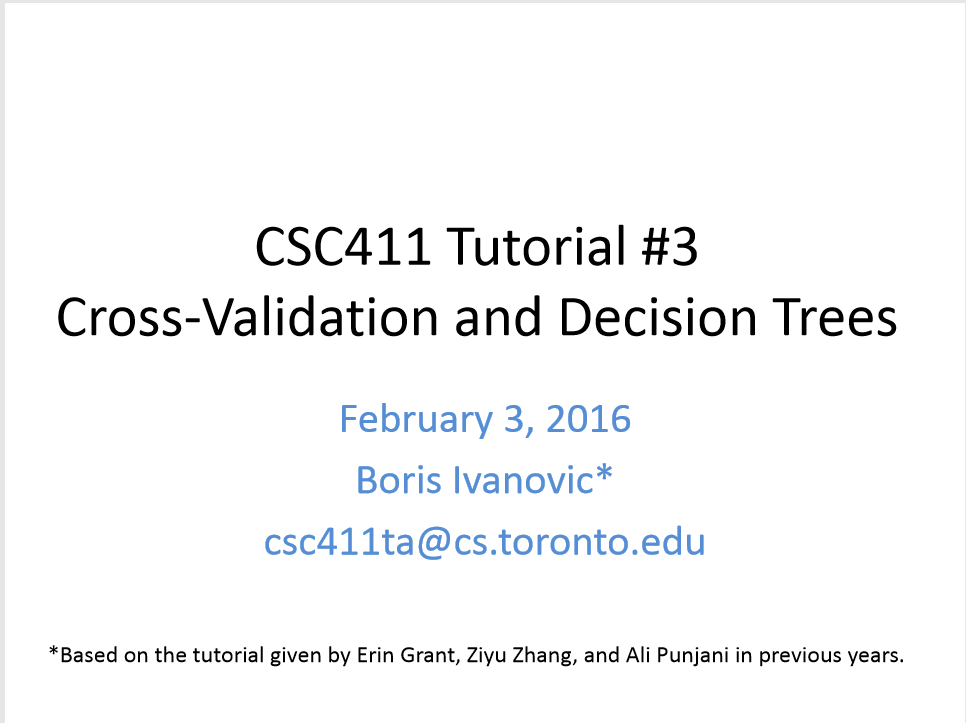 CSC411 Tutorial #3
Cross-Validation and Decision Trees
February 3, 2016
Boris Ivanovic*
csc411ta@cs.toronto.edu
*Based on the tutorial given by Erin Grant, Ziyu Zhang, and Ali Punjani in previous years.